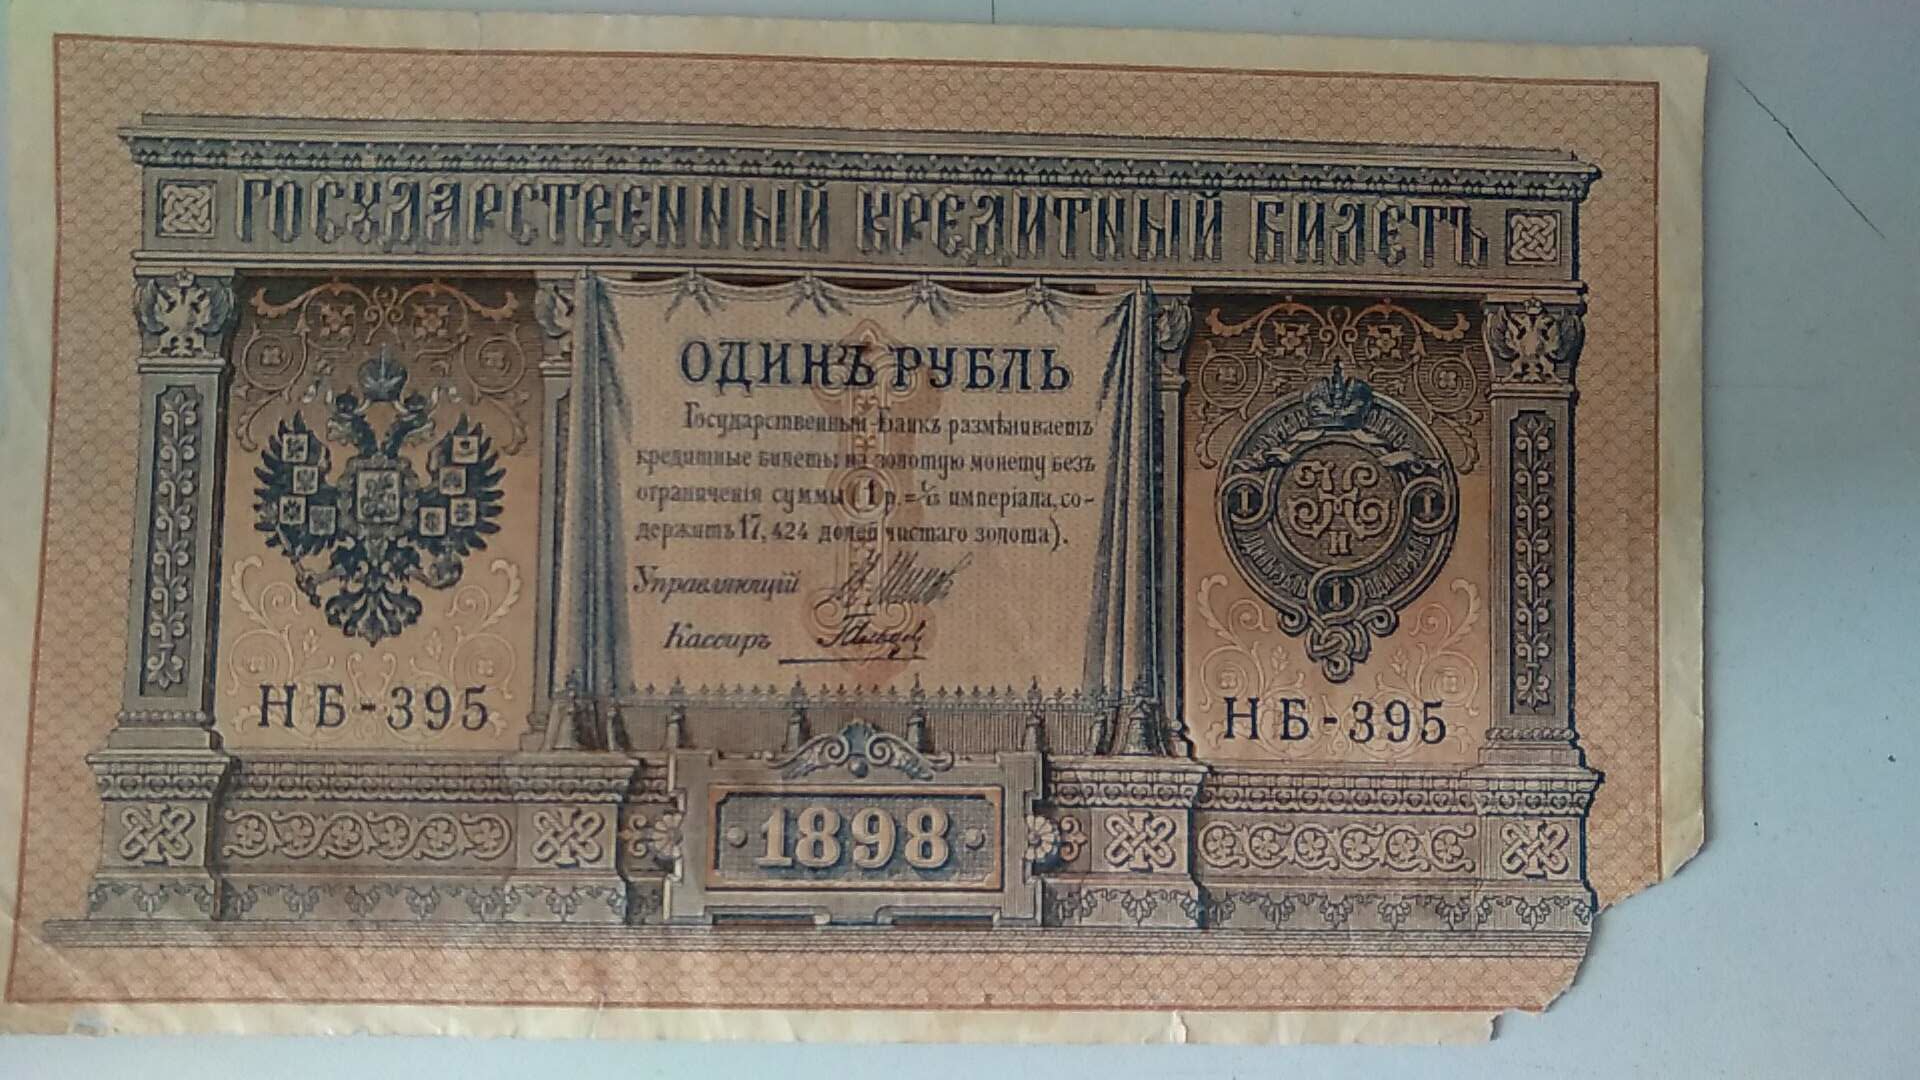 ГОСУДАРСТВЕННЫЙ КРЕДИТНЫЙ БИЛЕТЪ
ОДИНЪ РУБЛЬ
Государственный Банкъ размѣниваетъ
кредитные билеты на золотую монету безъ
ограниченія суммы (1 р. = 1/15 имперіала, со-
держитъ 17,424 долей чистаго золота).
Управляющій
Кассиръ
I I
Н
II
I
НБ-395
НБ-395
1898